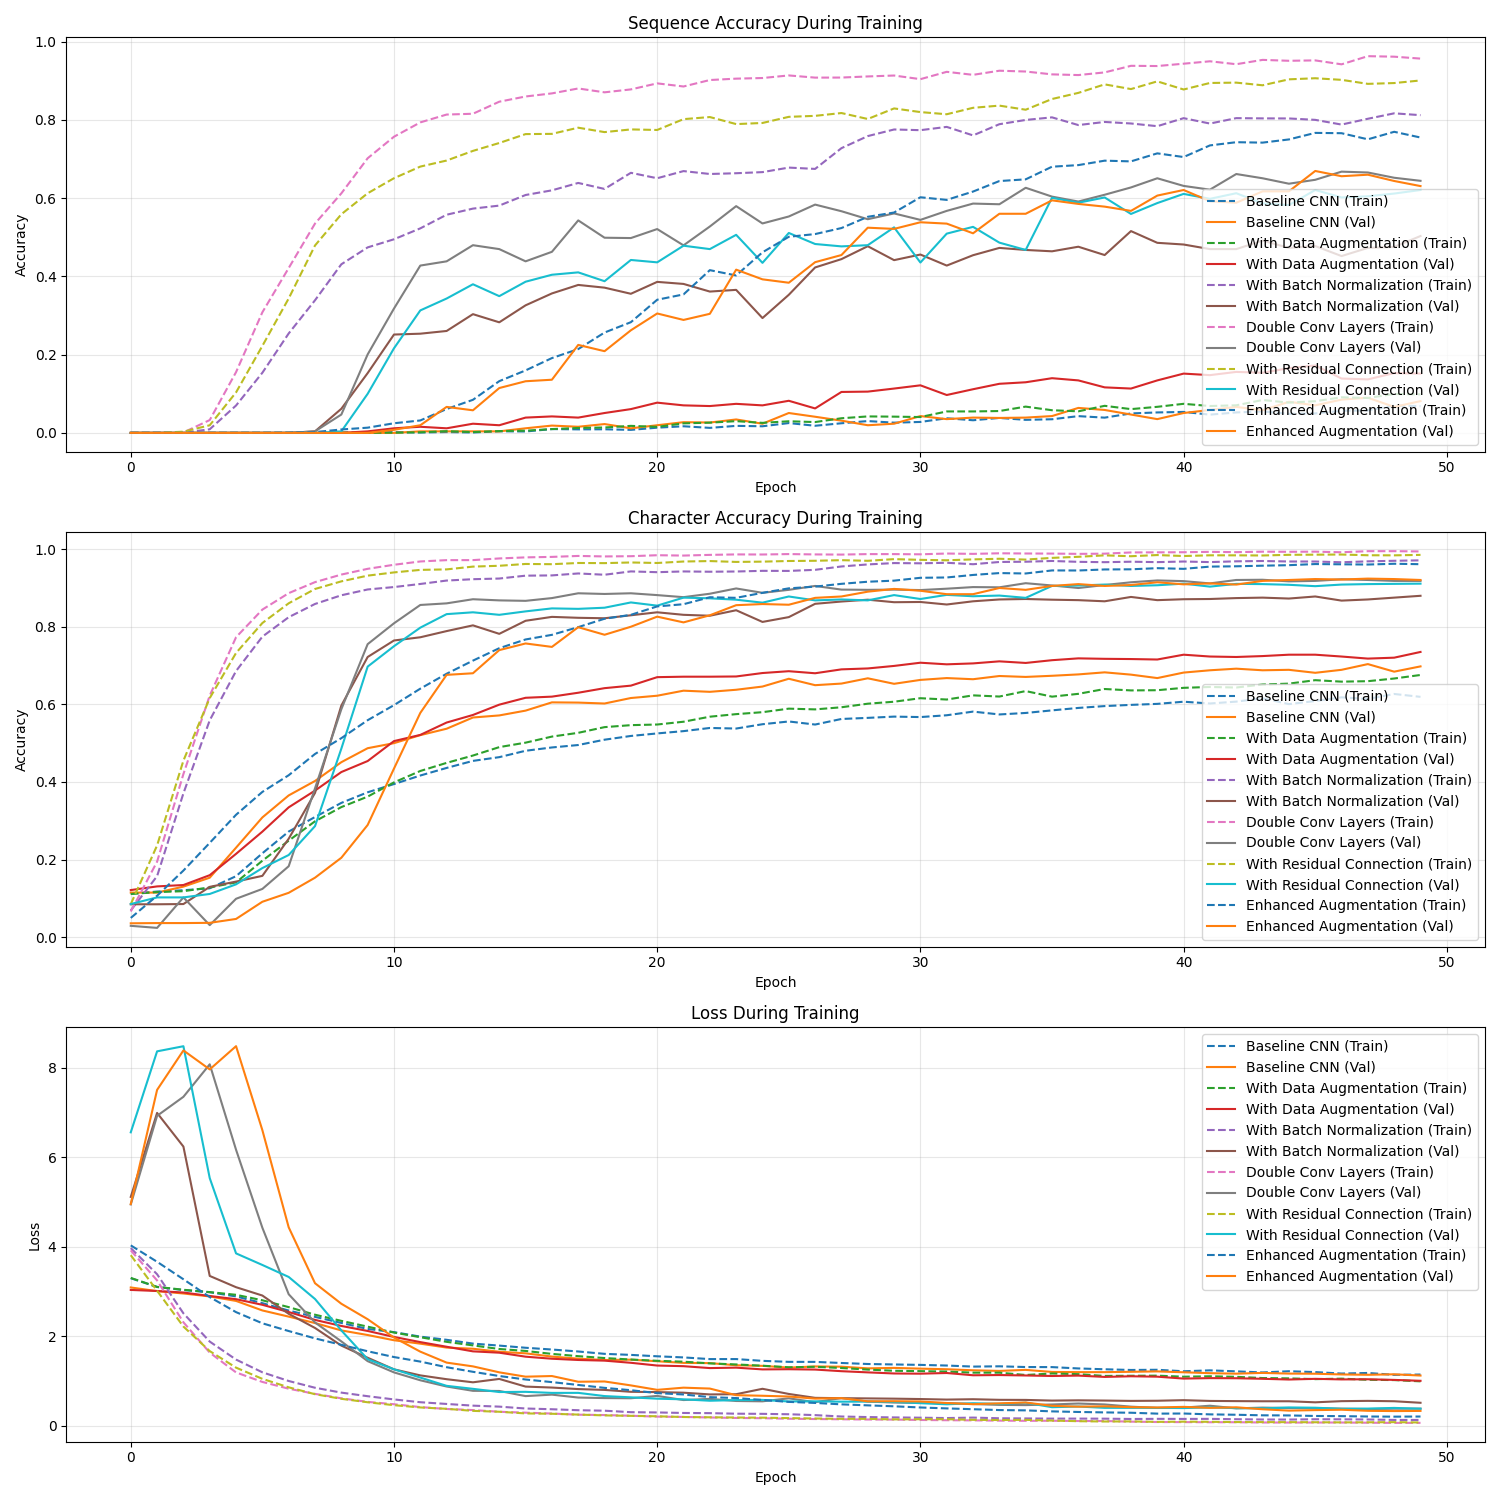 Sequence Accuracy During Training
1.0
0.8
0.6
0.4
0.2
0.0
Accuracy
Baseline CNN (Train)
Baseline CNN (Val)
With Data Augmentation (Train)
With Data Augmentation (Val)
With Batch Normalization (Train)
With Batch Normalization (Val)
Double Conv Layers (Train)
Double Conv Layers (Val)
With Residual Connection (Train)
With Residual Connection (Val)
Enhanced Augmentation (Train)
Enhanced Augmentation (Val)
0 10 20 30 40 50
Epoch
Character Accuracy During Training
1.0
0.8
0.6
0.4
0.2
0.0
Accuracy
Baseline CNN (Train)
Baseline CNN (Val)
With Data Augmentation (Train)
With Data Augmentation (Val)
With Batch Normalization (Train)
With Batch Normalization (Val)
Double Conv Layers (Train)
Double Conv Layers (Val)
With Residual Connection (Train)
With Residual Connection (Val)
Enhanced Augmentation (Train)
Enhanced Augmentation (Val)
0 10 20 30 40 50
Epoch
Loss During Training
8
6
4
2
0
Loss
Baseline CNN (Train)
Baseline CNN (Val)
With Data Augmentation (Train)
With Data Augmentation (Val)
With Batch Normalization (Train)
With Batch Normalization (Val)
Double Conv Layers (Train)
Double Conv Layers (Val)
With Residual Connection (Train)
With Residual Connection (Val)
Enhanced Augmentation (Train)
Enhanced Augmentation (Val)
0 10 20 30 40 50
Epoch